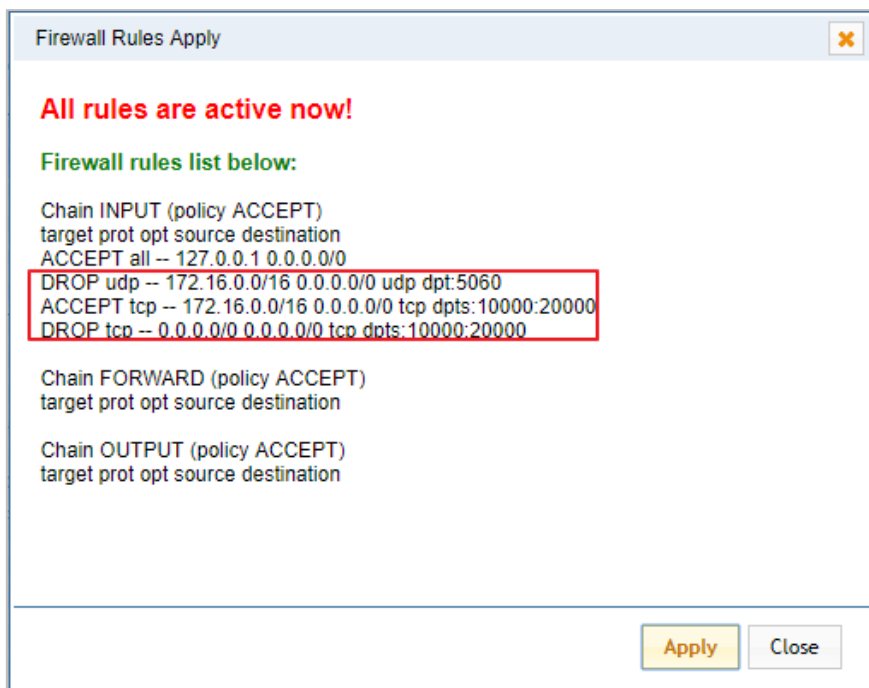 Firewall Rules Apply
All rules are active now!
Firewall rules list below:
Chain INPUT (policy ACCEPT)
target prot opt source destination
ACCEPT all -- 127.0.0.1 0.0.0.0/0
DROP udp -- 172.16.0.0/16 0.0.0.0/0 udp dpt:5060
ACCEPT tcp -- 172.16.0.0/16 0.0.0.0/0 tcp dpts:10000:20000
DROP tcp -- 0.0.0.0/0 0.0.0.0/0 tcp dpts:10000:20000
Chain FORWARD (policy ACCEPT)
target prot opt source destination
Chain OUTPUT (policy ACCEPT)
target prot opt source destination
Apply Close